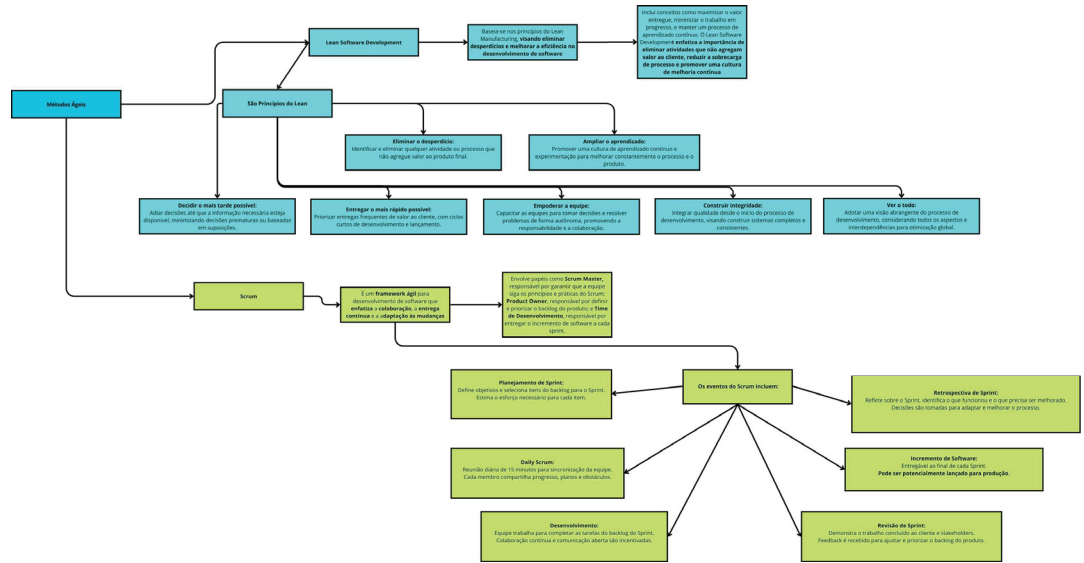 Inclui conceitos como maximizar o valor
entregue, minimizar o trabalho em
progresso, e manter um processo de
aprendizado contínuo. O Lean Software
Development enfatiza a importância de
eliminar atividades que não agregam
valor ao cliente, reduzir a sobrecarga
de processo e promover uma cultura
de melhoria contínua
Baseia-se nos princípios do Lean
Manufacturing, visando eliminar
desperdícios e melhorar a eficiência no
desenvolvimento de software
Lean Software Development
Métodos Ágeis
São Princípios do Lean
Eliminar o desperdício:
Identificar e eliminar qualquer atividade ou processo que
não agregue valor ao produto final.
Ampliar o aprendizado:
Promover uma cultura de aprendizado contínuo e
experimentação para melhorar constantemente o processo e o
produto.
Decidir o mais tarde possível:
Adiar decisões até que a informação necessária esteja
disponível, minimizando decisões prematuras ou baseadas
em suposições.
Entregar o mais rápido possível:
Priorizar entregas frequentes de valor ao cliente, com ciclos
curtos de desenvolvimento e lançamento.
Empoderar a equipe:
Capacitar as equipes para tomar decisões e resolver
problemas de forma autônoma, promovendo a
responsabilidade e a colaboração.
Construir integridade:
Integrar qualidade desde o início do processo de
desenvolvimento, visando construir sistemas completos e
consistentes.
Ver o todo:
Adotar uma visão abrangente do processo de
desenvolvimento, considerando todos os aspectos e
interdependências para otimização global.
Scrum
É um framework ágil para
desenvolvimento de software que
enfatiza a colaboração, a entrega
contínua e a adaptação às mudanças
Envolve papéis como Scrum Master,
responsável por garantir que a equipe
siga os princípios e práticas do Scrum;
Product Owner, responsável por definir
e priorizar o backlog do produto; e Time
de Desenvolvimento, responsável por
entregar o incremento de software a cada
sprint.
Os eventos do Scrum incluem:
Planejamento de Sprint:
Define objetivos e seleciona itens do backlog para o Sprint.
Estima o esforço necessário para cada item.
Retrospectiva de Sprint:
Reflete sobre o Sprint, identifica o que funcionou e o que precisa ser melhorado.
Decisões são tomadas para adaptar e melhorar o processo.
Daily Scrum:
Reunião diária de 15 minutos para sincronização da equipe.
Cada membro compartilha progresso, planos e obstáculos.
Incremento de Software:
Entregável ao final de cada Sprint.
Pode ser potencialmente lançado para produção.
Desenvolvimento:
Equipe trabalha para completar as tarefas do backlog do Sprint.
Colaboração contínua e comunicação aberta são incentivadas.
Revisão de Sprint:
Demonstra o trabalho concluído ao cliente e stakeholders.
Feedback é recebido para ajustar e priorizar o backlog do produto.